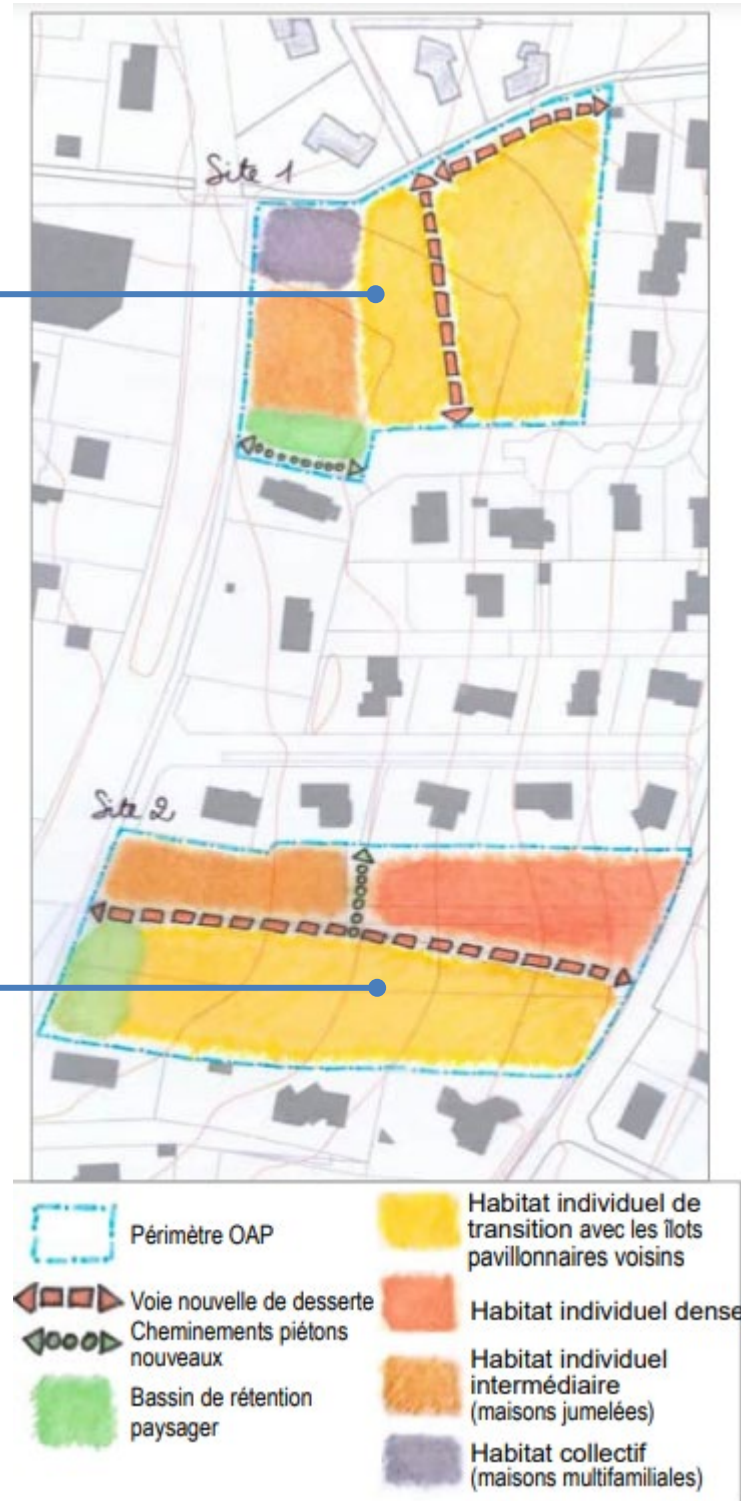 Site 1
Site 2
Périmètre OAP
Voie nouvelle de desserte
Cheminements piétons
nouveaux
Bassin de rétention
paysager
Habitat individuel de
transition avec les îlots
pavillonnaires voisins
Habitat individuel dense
Habitat individuel
intermédiaire
(maisons jumelées)
Habitat collectif
(maisons multifamiliales)